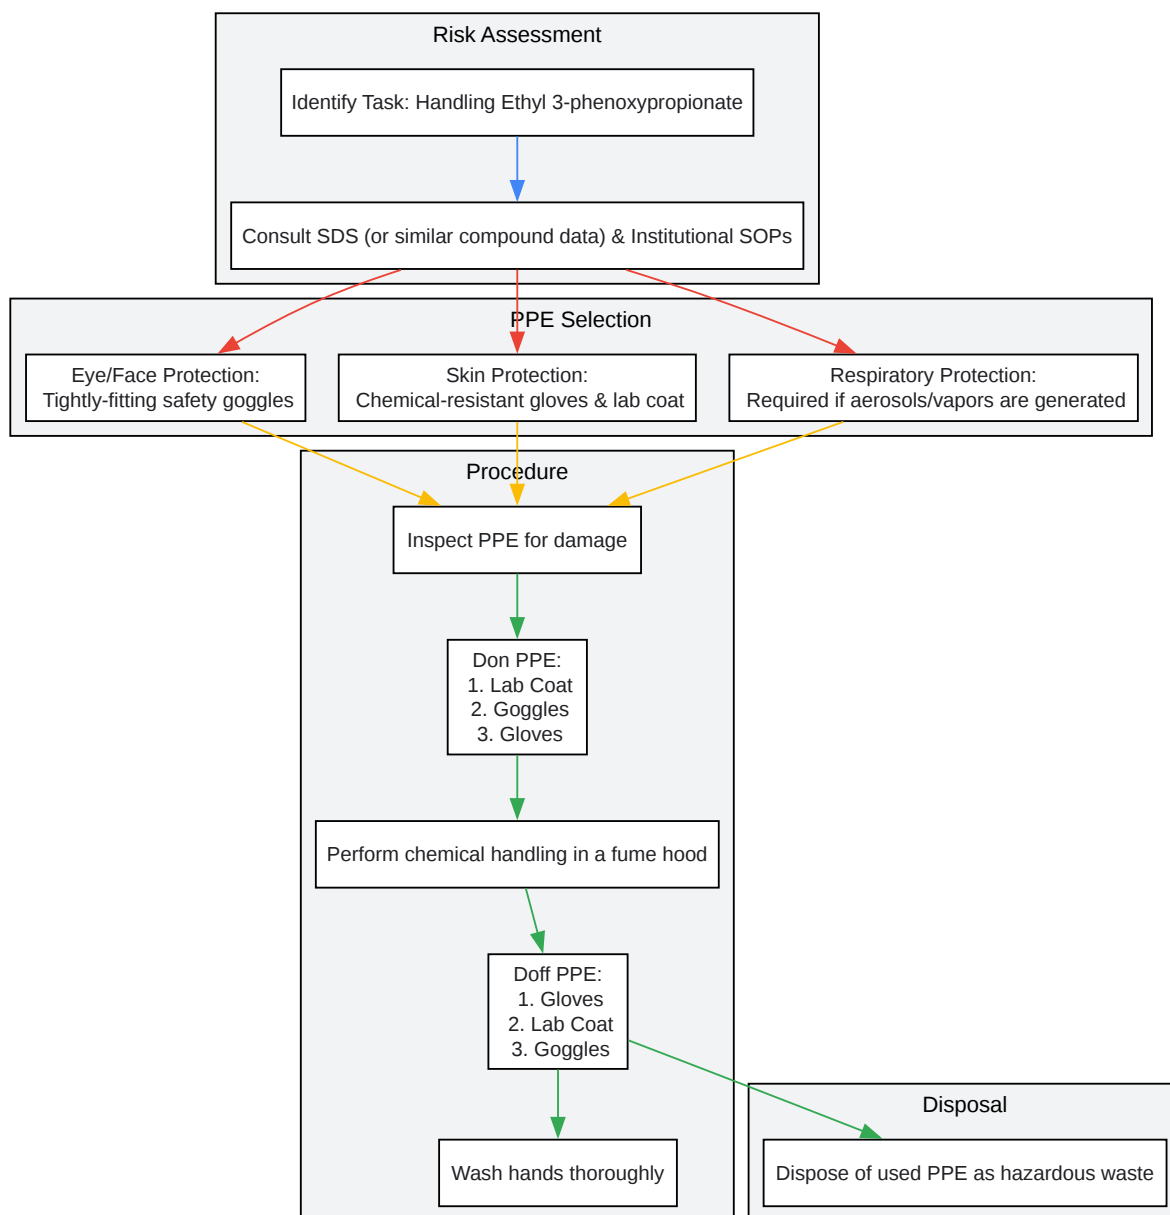 Risk Assessment
Identify Task: Handling Ethyl 3-phenoxypropionate
Consult SDS (or similar compound data) & Institutional SOPs
PPE Selection
Eye/Face Protection:
Tightly-fitting safety goggles
Skin Protection:
Chemical-resistant gloves & lab coat
Respiratory Protection:
Required if aerosols/vapors are generated
Procedure
Inspect PPE for damage
Don PPE:
1. Lab Coat
2. Goggles
3. Gloves
Perform chemical handling in a fume hood
Doff PPE:
1. Gloves
2. Lab Coat
3. Goggles
Wash hands thoroughly
Disposal
Dispose of used PPE as hazardous waste